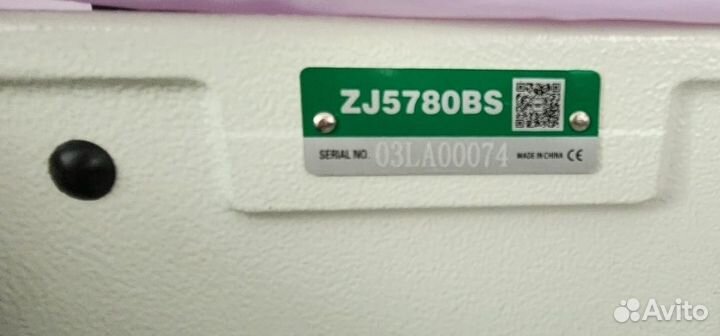 ZJ5780BS
SERIAL NO. 03LA00074 MADE IN CHINA CE
Avito